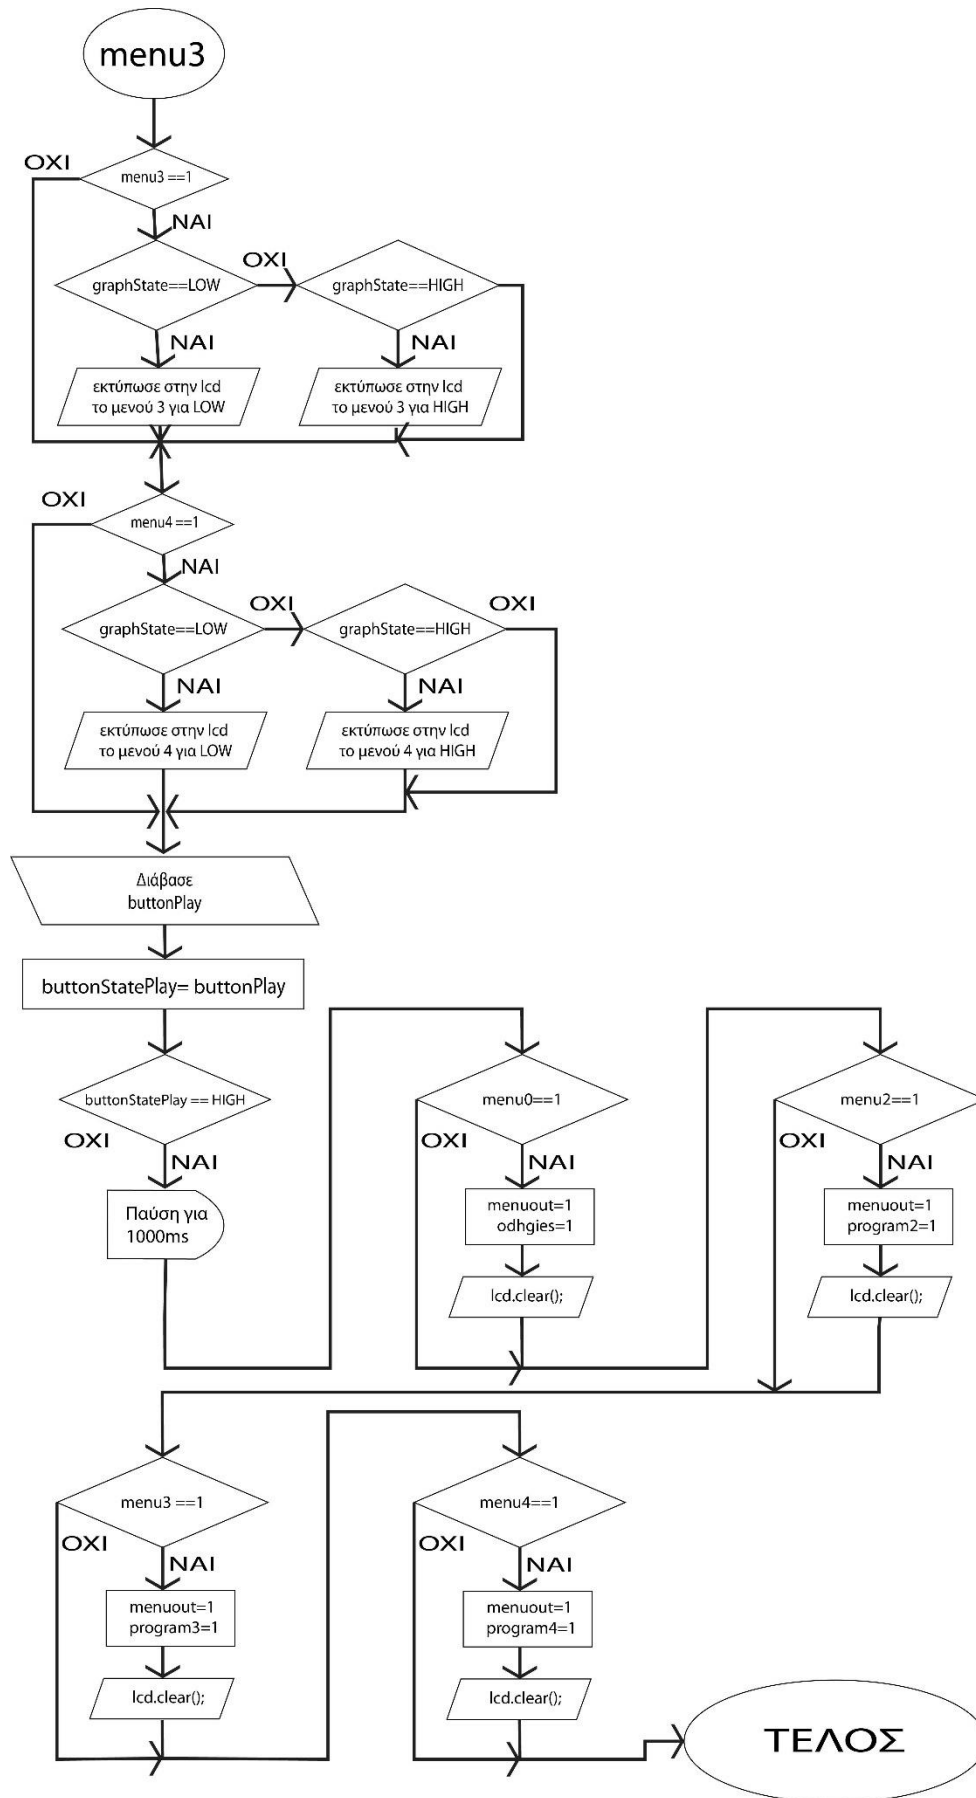 menu3
ΟΧΙ
menu3 ==1
ΝΑΙ
graphState==LOW
ΟΧΙ
graphState==HIGH
ΝΑΙ
ΝΑΙ
εκτύπωσε στην lcd
το μενού 3 για LOW
εκτύπωσε στην lcd
το μενού 3 για HIGH
ΟΧΙ
menu4 ==1
ΝΑΙ
graphState==LOW
ΟΧΙ
graphState==HIGH
ΟΧΙ
ΝΑΙ
ΝΑΙ
εκτύπωσε στην lcd
το μενού 4 για LOW
εκτύπωσε στην lcd
το μενού 4 για HIGH
Διάβασε
buttonPlay
buttonStatePlay= buttonPlay
buttonStatePlay == HIGH
ΟΧΙ
ΝΑΙ
Παύση για
1000ms
menu0==1
ΟΧΙ
ΝΑΙ
menuout=1
odhgies=1
lcd.clear();
menu2==1
ΟΧΙ
ΝΑΙ
menuout=1
program2=1
lcd.clear();
menu3 ==1
ΟΧΙ
ΝΑΙ
menuout=1
program3=1
lcd.clear();
menu4==1
ΟΧΙ
ΝΑΙ
menuout=1
program4=1
lcd.clear();
ΤΕΛΟΣ